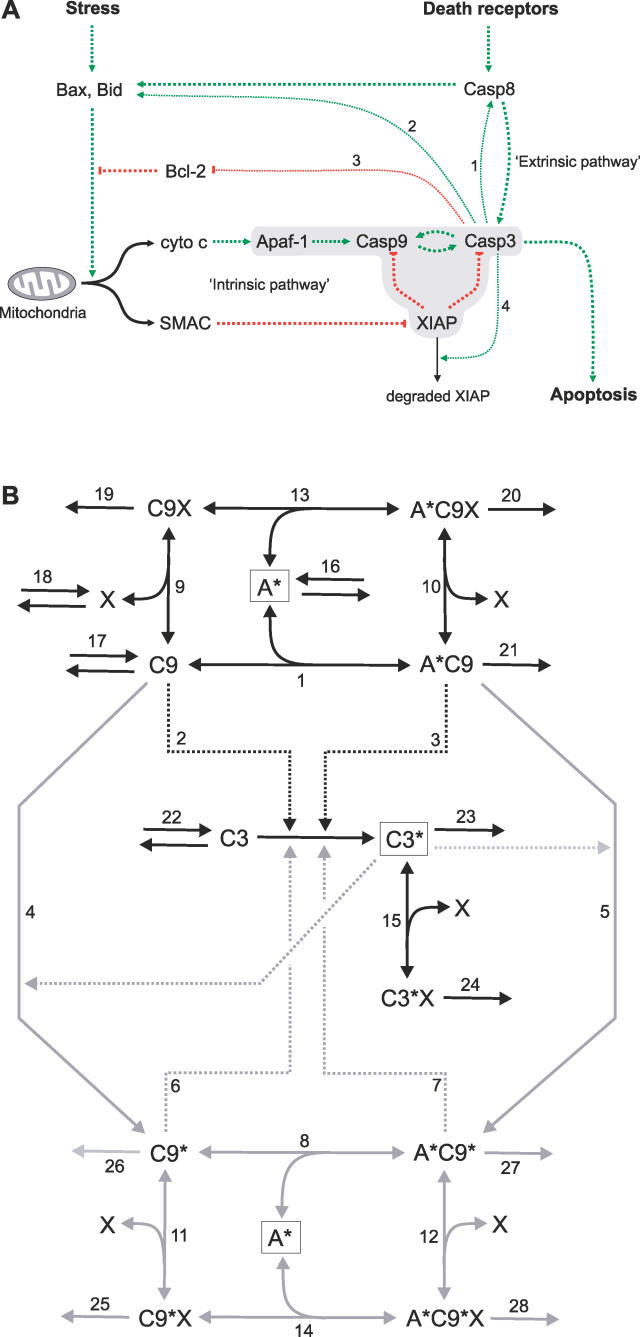 A
Stress
Death receptors
Bax, Bid
Casp8
2
1
'Extrinsic pathway'
Bcl-2
3
cyto c
Apaf-1
Casp9
Casp3
'Intrinsic pathway'
Mitochondria
4
SMAC
XIAP
degraded XIAP
Apoptosis
B
19
C9X
13
A*C9X
20
18
X
9
A*
16
10
X
17
C9
1
A*C9
21
2
3
22
C3
C3*
23
4
15
X
5
C3*X
24
6
7
26
C9*
8
A*C9*
27
X
11
A*
12
X
25
C9*X
14
A*C9*X
28